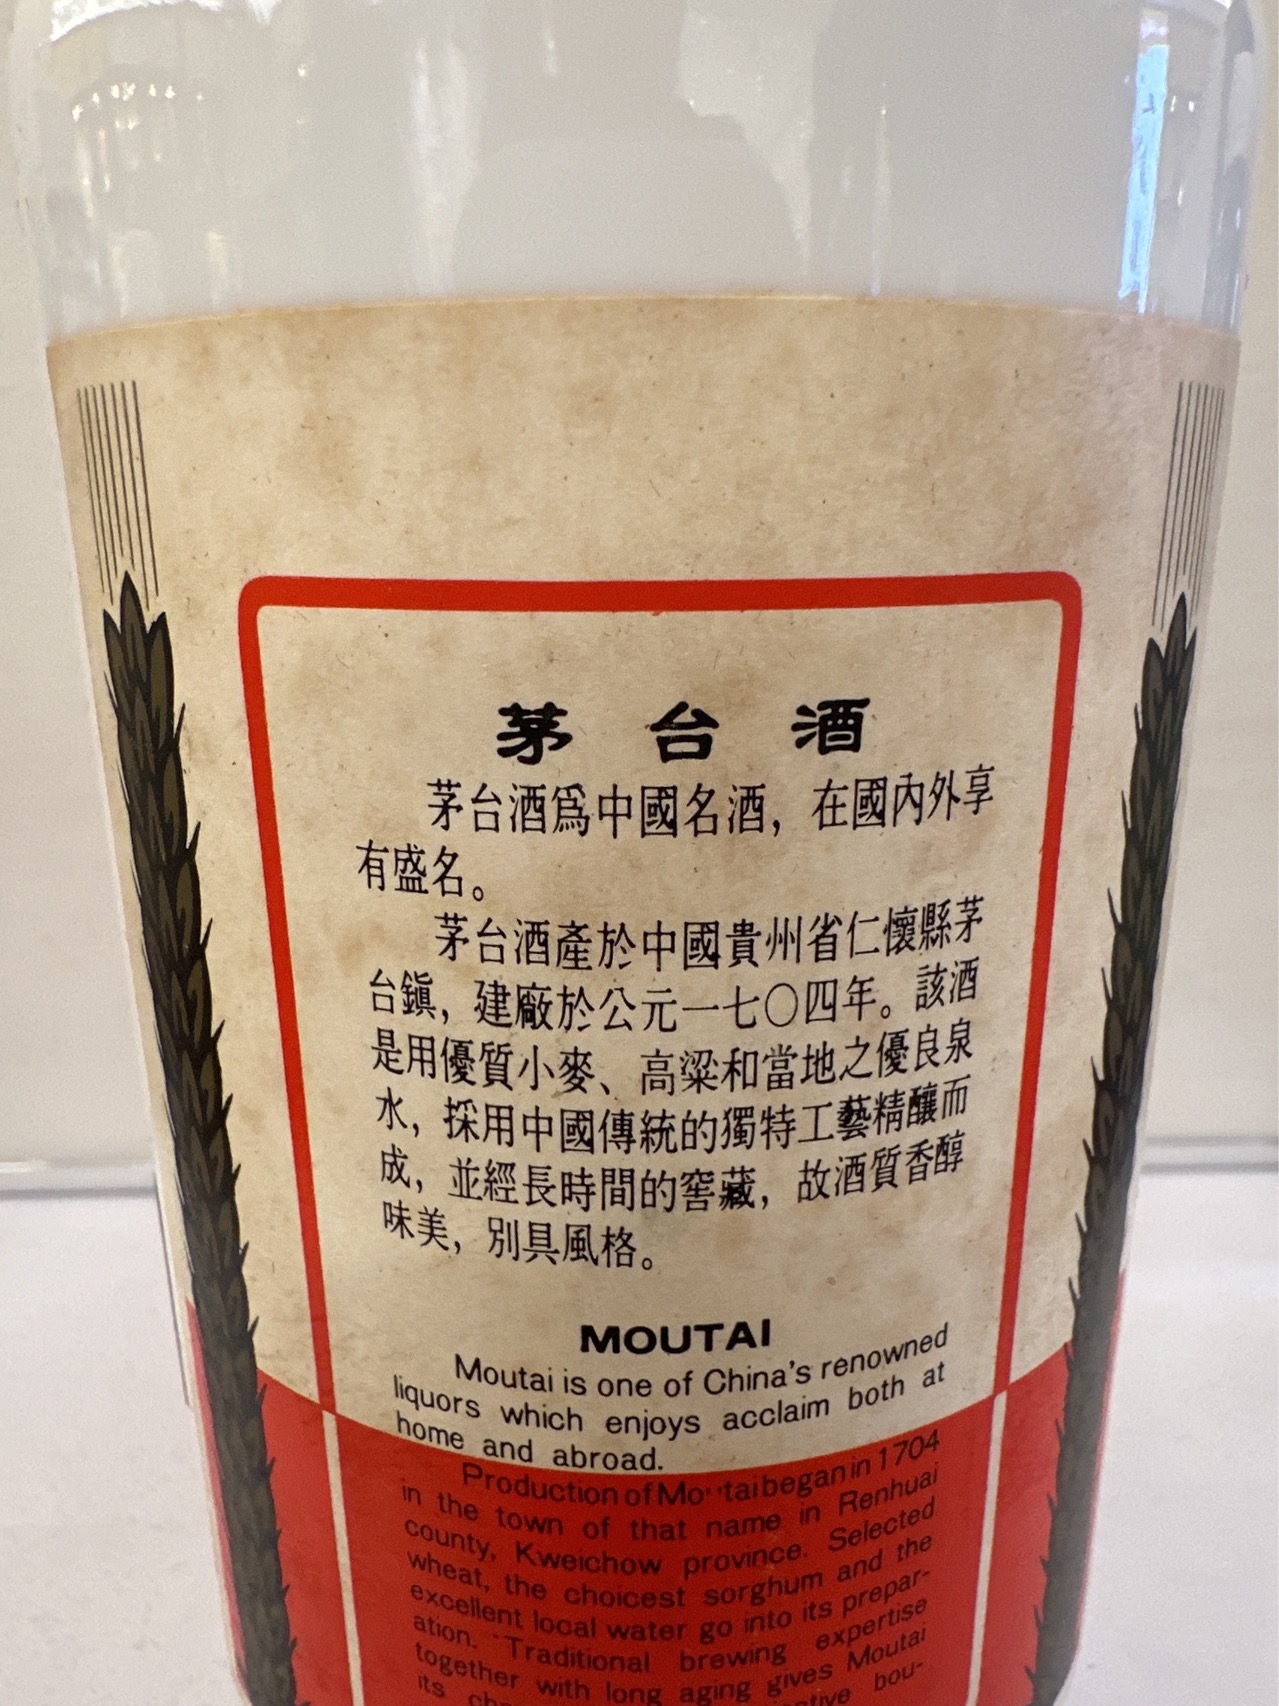 茅台酒
茅台酒爲中國名酒，在國內外享
有盛名。
茅台酒產於中國貴州省仁懷縣茅
台鎭，建廠於公元一七〇四年。該酒
是用優質小麥、高粱和當地之優良泉
水，採用中國傳統的獨特工藝精釀而
成，並經長時間的窖藏，故酒質香醇
味美，別具風格。
MOUTAI
Moutai is one of China's renowned
liquors which enjoys acclaim both at
home and abroad.
Production of Moutai began in 1704
in the town of that name in Renhuai
county, Kweichow province. Selected
wheat, the choicest sorghum and the
excellent local water go into its prepar-
ation. Traditional brewing expertise
together with long aging gives Moutai
its bou-